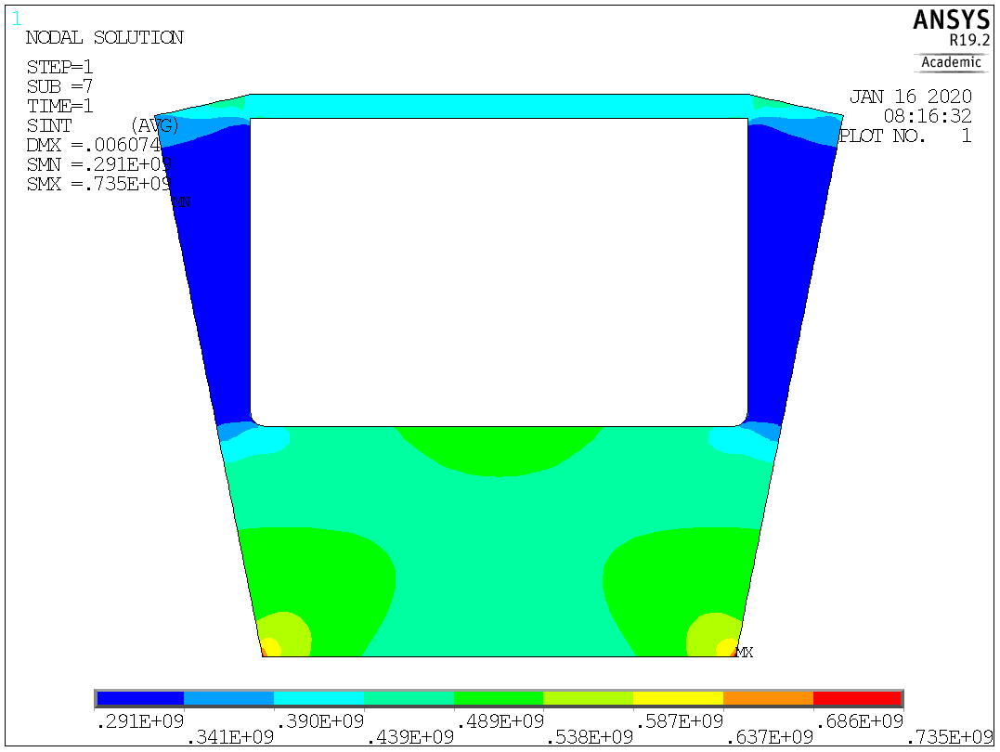 1
NODAL SOLUTION
STEP=1
SUB =7
TIME=1
SINT (AVG)
DMX =.006074
SMN =.291E+09
SMX =.735E+09
ANSYS
R19.2
Academic
JAN 16 2020
08:16:32
PLOT NO. 1
MN
MX
.291E+09 .390E+09 .489E+09 .587E+09 .686E+09
.341E+09 .439E+09 .538E+09 .637E+09 .735E+09